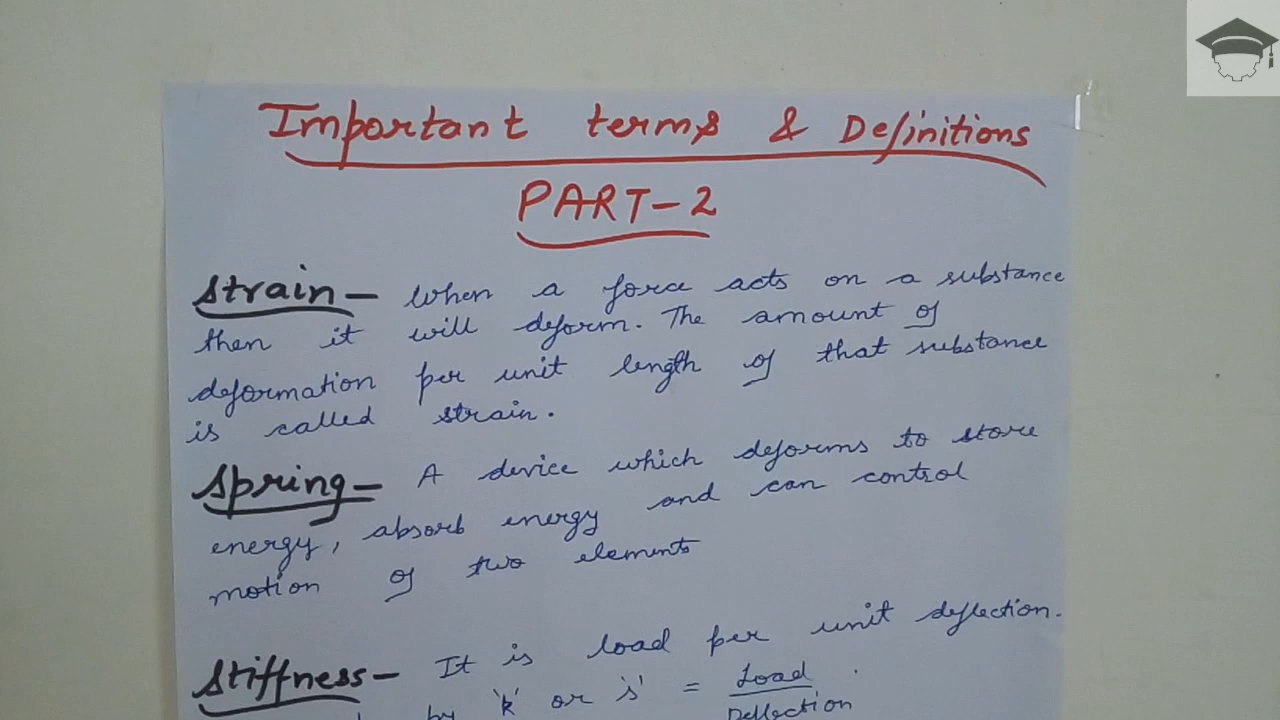 Important terms & Definitions
PART-2
Strain- When a force acts on a substance
then it will deform. The amount of
deformation per unit length of that substance
is called strain.
Spring- A device which deforms to store
energy, absorb energy and can control
motion of two elements
Stiffness- It is load per unit deflection.
by 'k' or 's' = Load
Deflection